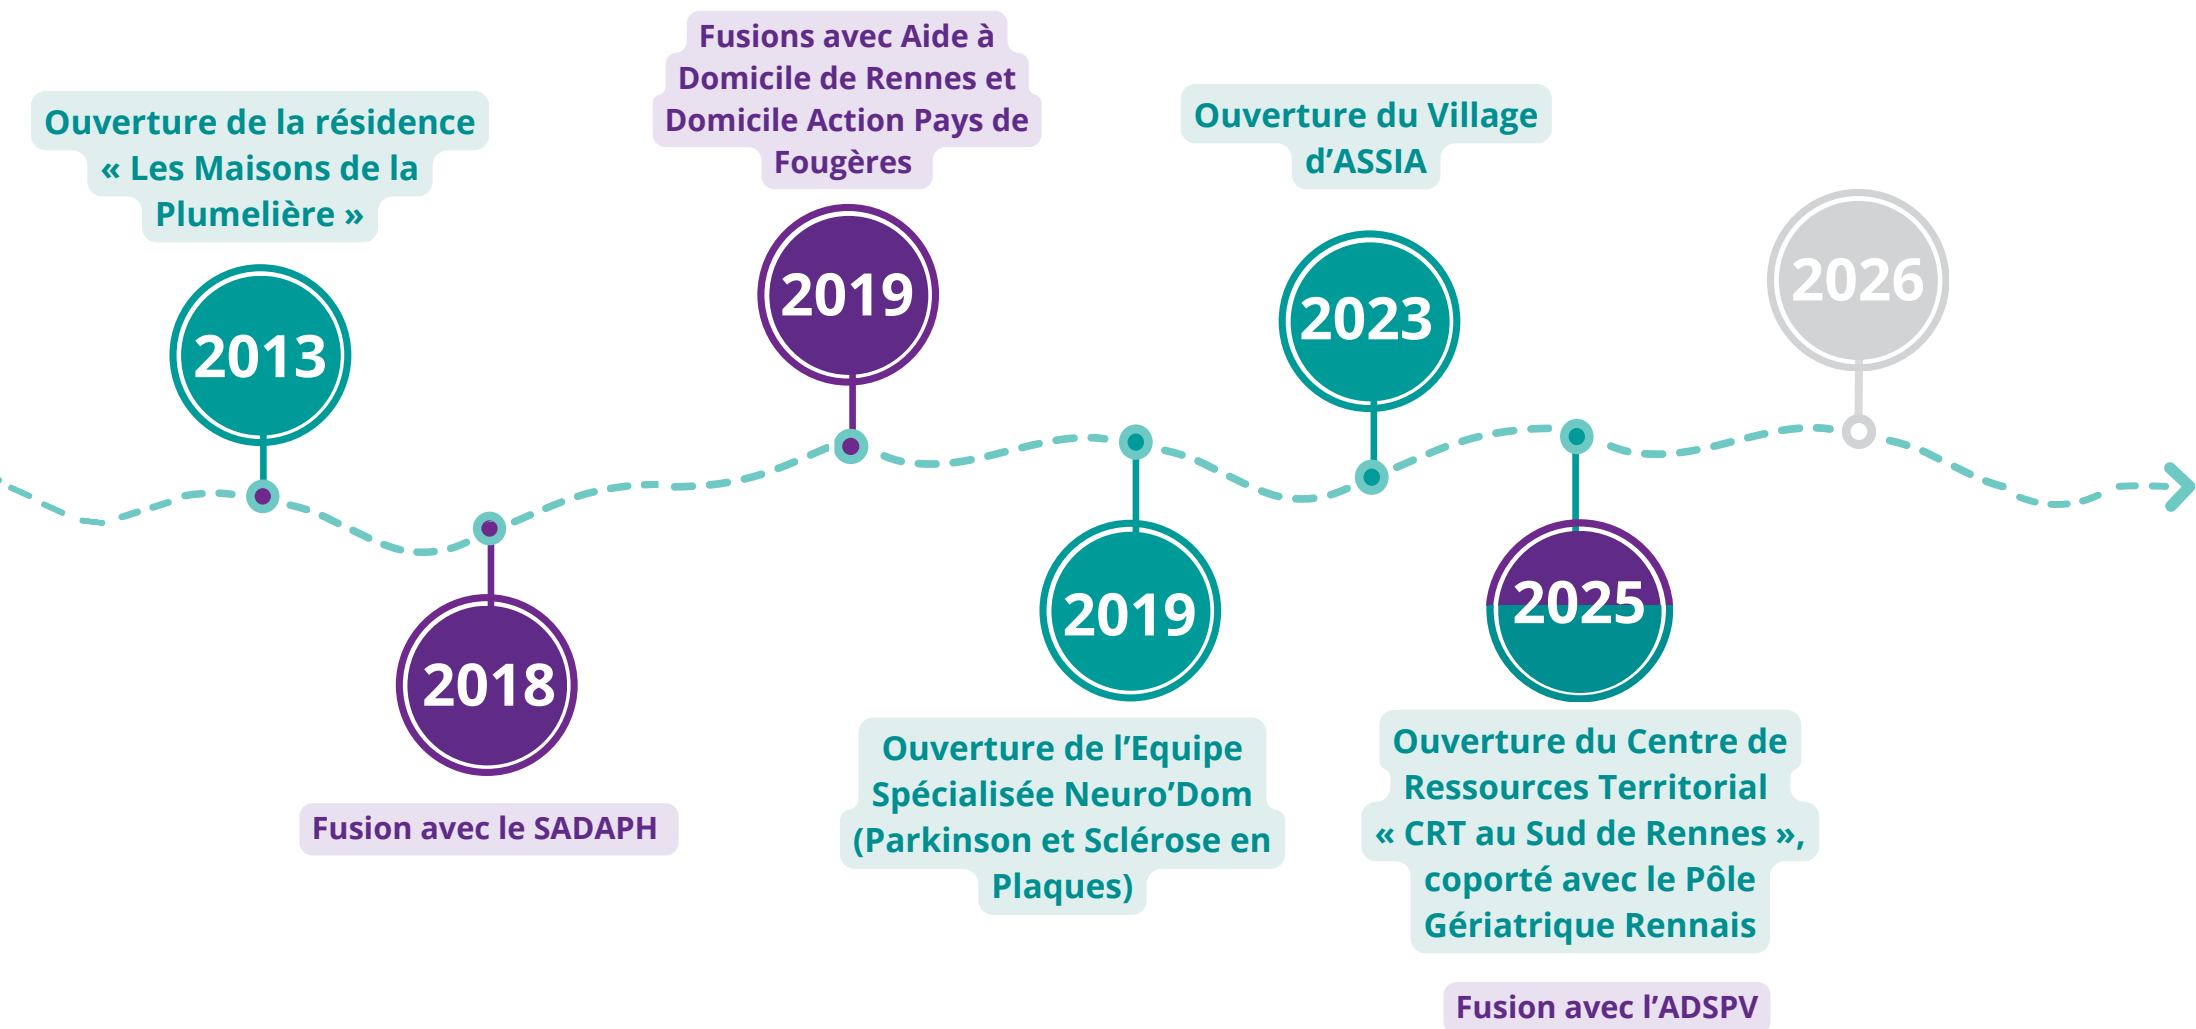 Ouverture de la résidence
« Les Maisons de la
Plumelière »
2013
2018
Fusion avec le SADAPH
Fusions avec Aide à
Domicile de Rennes et
Domicile Action Pays de
Fougères
2019
2019
Ouverture de l’Equipe
Spécialisée Neuro’Dom
(Parkinson et Sclérose en
Plaques)
Ouverture du Village
d’ASSIA
2023
2025
Ouverture du Centre de
Ressources Territorial
« CRT au Sud de Rennes »,
coporté avec le Pôle
Gériatrique Rennais
Fusion avec l’ADSPV
2026